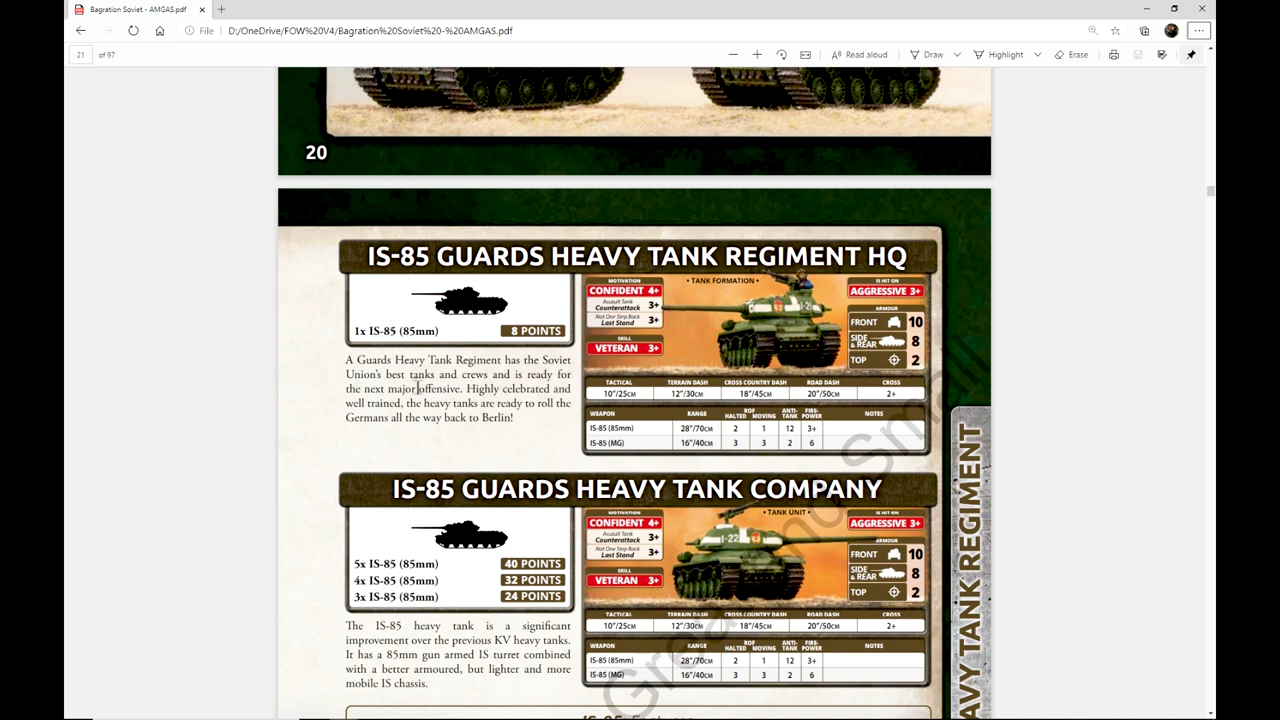 Bagration Soviet - AMGAS.pdf
File D:/OneDrive/FOW%20V4/Bagration%20Soviet%20-%20AMGAS.pdf
21 of 97 Read aloud Draw Highlight Erase
20
IS-85 GUARDS HEAVY TANK REGIMENT HQ
1x IS-85 (85mm) 8 POINTS
A Guards Heavy Tank Regiment has the Soviet
Union's best tanks and crews and is ready for
the next major offensive. Highly celebrated and
well trained, the heavy tanks are ready to roll the
Germans all the way back to Berlin!
• TANK FORMATION •
MOTIVATION
CONFIDENT 4+
Assault Tank
Counterattack 3+
Not One Step Back
Last Stand 3+
SKILL
VETERAN 3+
I-21
IS HIT ON
AGGRESSIVE 3+
ARMOUR
FRONT 10
SIDE & REAR 8
TOP 2
TACTICAL TERRAIN DASH CROSS COUNTRY DASH ROAD DASH CROSS
10"/25CM 12"/30CM 18"/45CM 20"/50CM 2+
WEAPON RANGE ROF HALTED MOVING ANTI-TANK FIRE-POWER NOTES
IS-85 (85mm) 28"/70CM 2 1 12 3+
IS-85 (MG) 16"/40CM 3 3 2 6
IS-85 GUARDS HEAVY TANK COMPANY
5x IS-85 (85mm) 40 POINTS
4x IS-85 (85mm) 32 POINTS
3x IS-85 (85mm) 24 POINTS
The IS-85 heavy tank is a significant
improvement over the previous KV heavy tanks.
It has a 85mm gun armed IS turret combined
with a better armoured, but lighter and more
mobile IS chassis.
• TANK UNIT •
MOTIVATION
CONFIDENT 4+
Assault Tank
Counterattack 3+
Not One Step Back
Last Stand 3+
SKILL
VETERAN 3+
I-22
IS HIT ON
AGGRESSIVE 3+
ARMOUR
FRONT 10
SIDE & REAR 8
TOP 2
TACTICAL TERRAIN DASH CROSS COUNTRY DASH ROAD DASH CROSS
10"/25CM 12"/30CM 18"/45CM 20"/50CM 2+
WEAPON RANGE ROF HALTED MOVING ANTI-TANK FIRE-POWER NOTES
IS-85 (85mm) 28"/70CM 2 1 12 3+
IS-85 (MG) 16"/40CM 3 3 2 6
AVY TANK REGIMENT